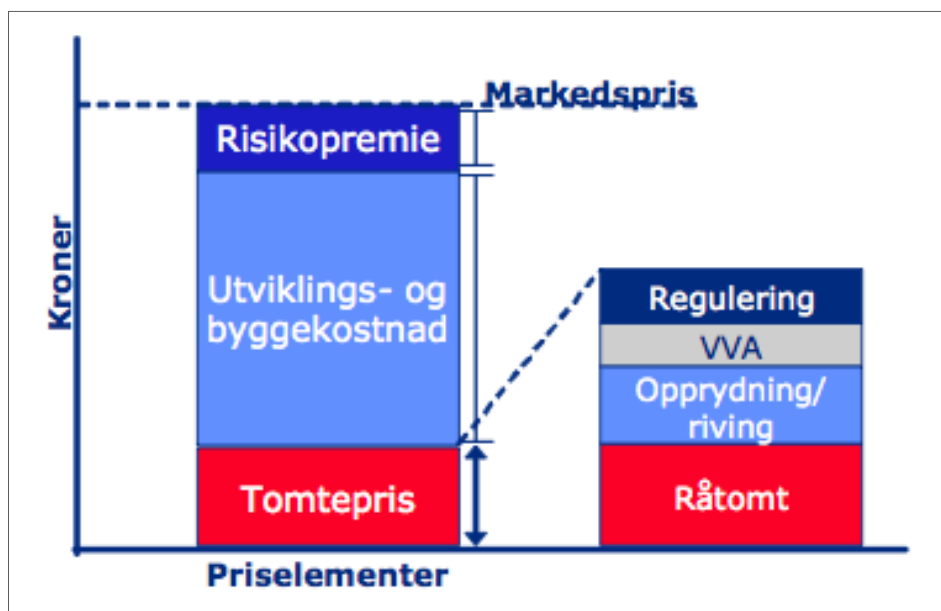 Markedspris
Risikopremie
Kroner
Utviklings- og
byggekostnad
Tomtepris
Regulering
VVA
Opprydning/
riving
Råtomt
Priselementer